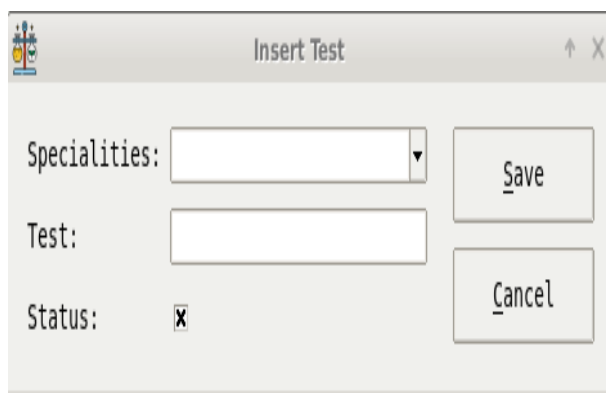 Insert Test
Specialities:
Save
Test:
Cancel
Status: